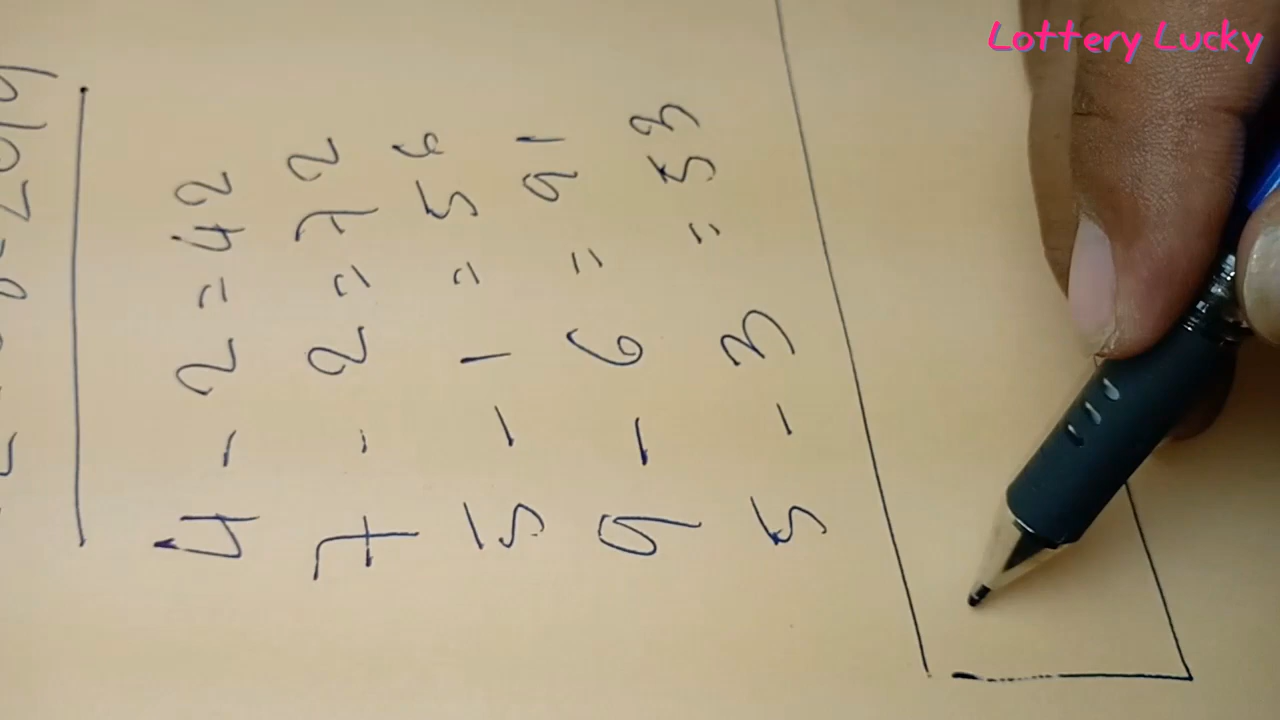 Lottery Lucky
4 - 2 = 42
7 - 2 = 72
5 - 1 = 56
9 - 6 = 91
5 - 3 = 53